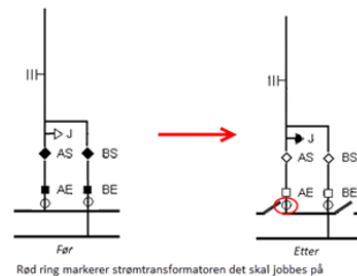 J
J
AS
BS
AS
BS
AE
BE
AE
BE
Før
Etter
Rød ring markerer strømtransformatoren det skal jobbes på